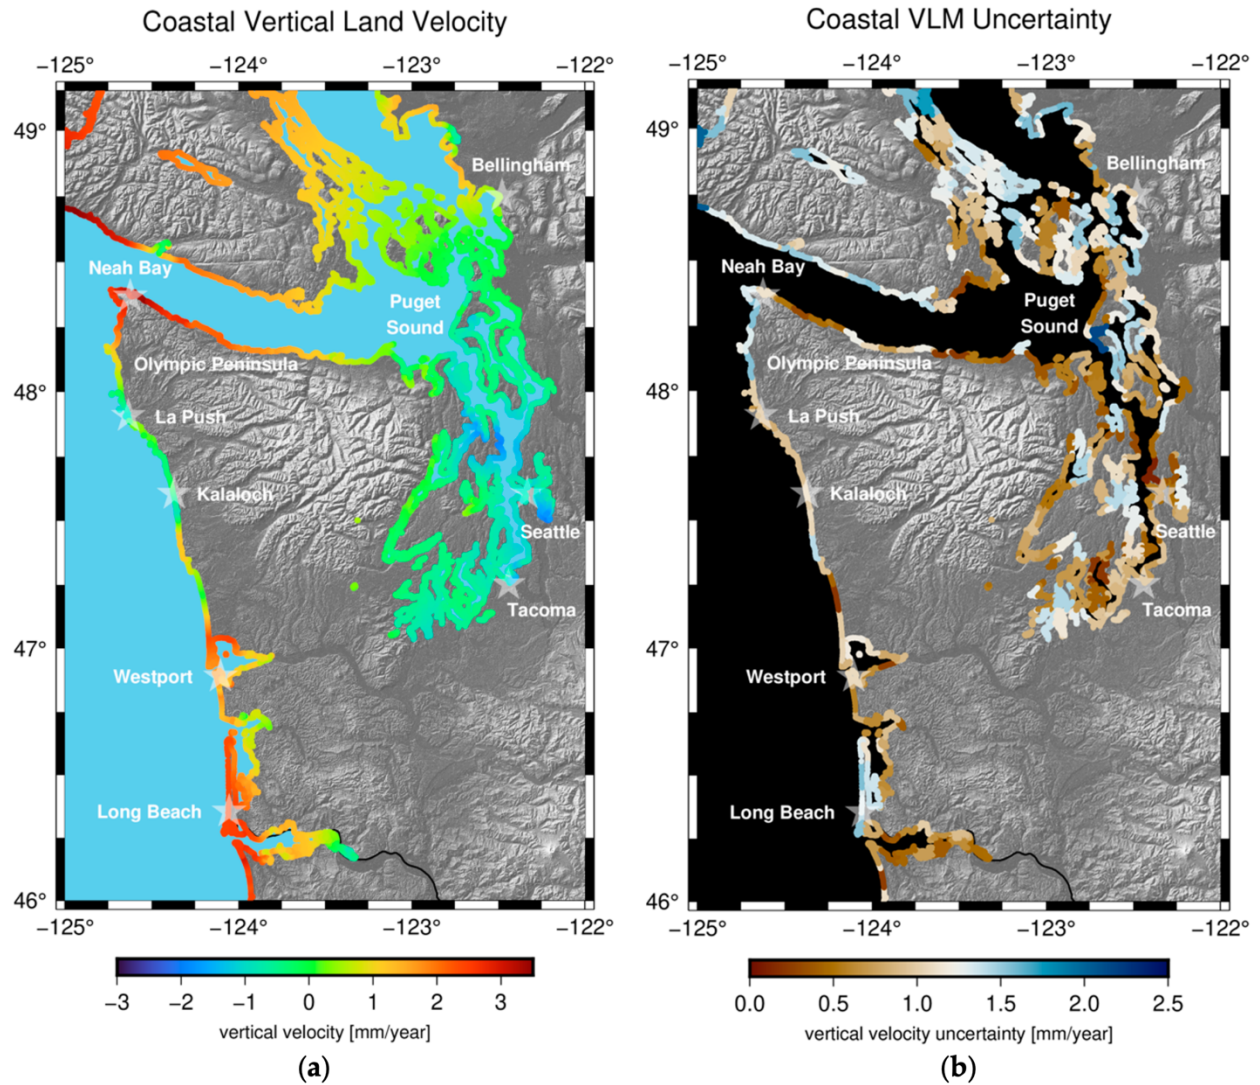 Coastal Vertical Land Velocity
−125° −124° −123° −122°
49°
48°
47°
46°
Bellingham
Neah Bay
Puget
Sound
Olympic Peninsula
La Push
Kalaloch
Seattle
Tacoma
Westport
Long Beach
−125° −124° −123° −122°
−3 −2 −1 0 1 2 3
vertical velocity [mm/year]
(a)
Coastal VLM Uncertainty
−125° −124° −123° −122°
49°
48°
47°
46°
Bellingham
Neah Bay
Puget
Sound
Olympic Peninsula
La Push
Kalaloch
Seattle
Tacoma
Westport
Long Beach
−125° −124° −123° −122°
0.0 0.5 1.0 1.5 2.0 2.5
vertical velocity uncertainty [mm/year]
(b)